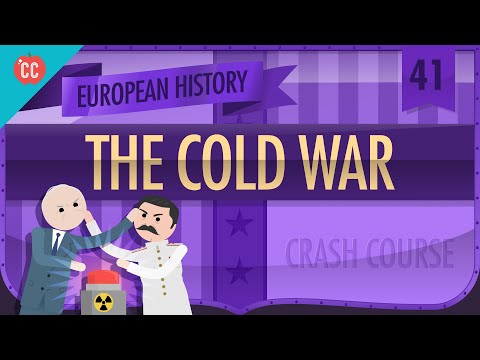 CC
EUROPEAN HISTORY
41
THE COLD WAR
CRASH COURSE